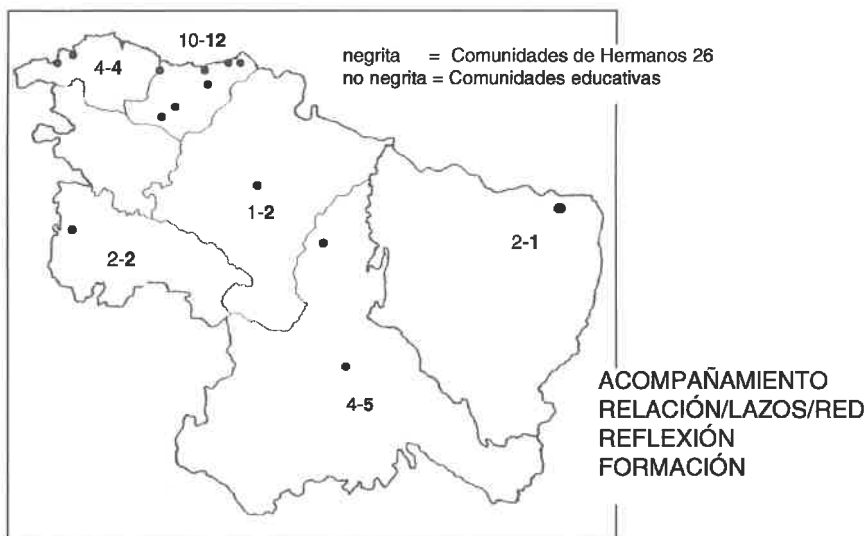 10-12
4-4
negrita = Comunidades de Hermanos 26
no negrita = Comunidades educativas
1-2
2-2
2-1
4-5
ACOMPAÑAMIENTO
RELACIÓN/LAZOS/RED
REFLEXIÓN
FORMACIÓN